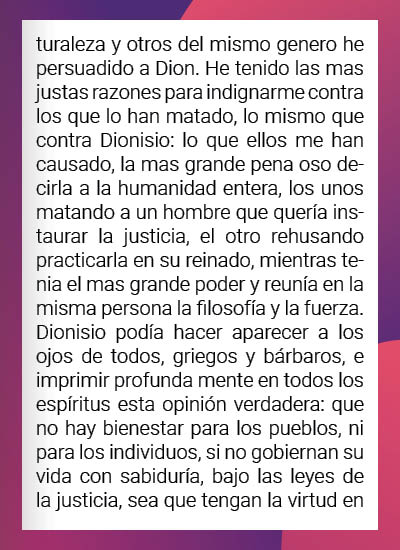 turaleza y otros del mismo genero he
persuadido a Dion. He tenido las mas
justas razones para indignarme contra
los que lo han matado, lo mismo que
contra Dionisio: lo que ellos me han
causado, la mas grande pena oso de-
cirla a la humanidad entera, los unos
matando a un hombre que quería ins-
taurar la justicia, el otro rehusando
practicarla en su reinado, mientras te-
nia el mas grande poder y reunía en la
misma persona la filosofía y la fuerza.
Dionisio podía hacer aparecer a los
ojos de todos, griegos y bárbaros, e
imprimir profunda mente en todos los
espíritus esta opinión verdadera: que
no hay bienestar para los pueblos, ni
para los individuos, si no gobiernan su
vida con sabiduría, bajo las leyes de
la justicia, sea que tengan la virtud en